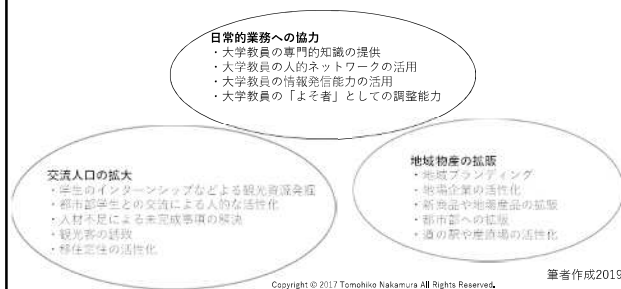 日常的業務への協力
・大学教員の専門的知識の提供
・大学教員の人的ネットワークの活用
・大学教員の情報発信能力の活用
・大学教員の「よそ者」としての調整能力
交流人口の拡大
・学生のインターンシップなどによる観光資源発掘
・都市部学生との交流による人的な活性化
・人材不足による未完成事項の解決
・観光客の誘致
・移住定住の活性化
地域物産の拡販
・地域ブランディング
・地場企業の活性化
・新商品や地場産品の拡販
・都市部への拡販
・道の駅や産直場の活性化
筆者作成2019
Copyright © 2017 Tomohiko Nakamura All Rights Reserved.